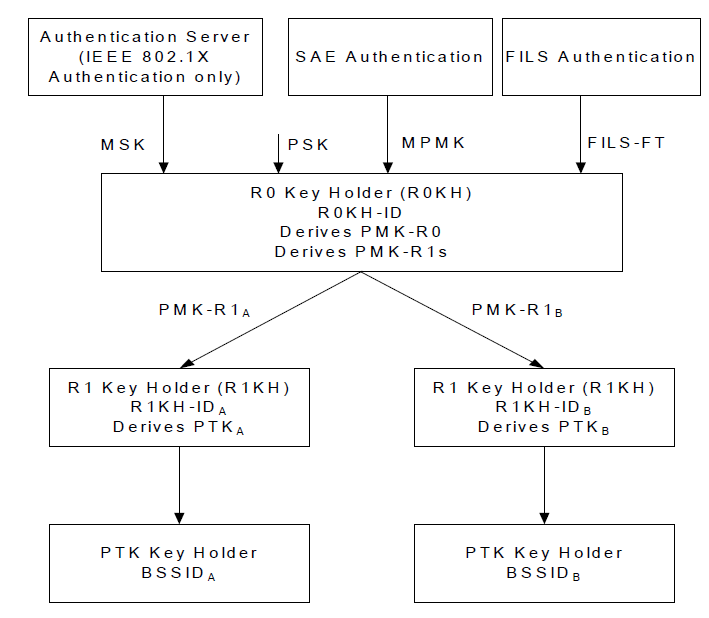 Authentication Server
(IEEE 802.1X
Authentication only)
SAE Authentication
FILS Authentication
MSK
PSK
MPMK
FILS-FT
R0 Key Holder (R0KH)
R0KH-ID
Derives PMK-R0
Derives PMK-R1s
PMK-R1A
PMK-R1B
R1 Key Holder (R1KH)
R1KH-IDA
Derives PTKA
R1 Key Holder (R1KH)
R1KH-IDB
Derives PTKB
PTK Key Holder
BSSIDA
PTK Key Holder
BSSIDB